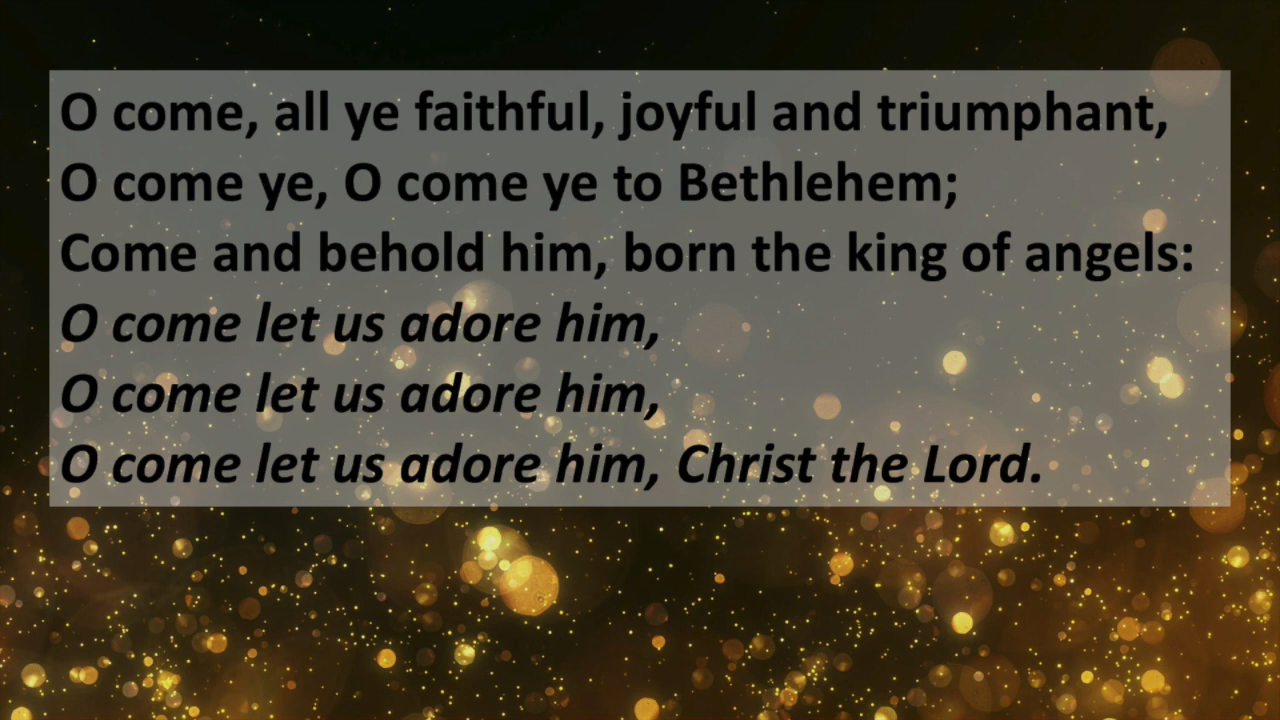 O come, all ye faithful, joyful and triumphant,
O come ye, O come ye to Bethlehem;
Come and behold him, born the king of angels:
O come let us adore him,
O come let us adore him,
O come let us adore him, Christ the Lord.